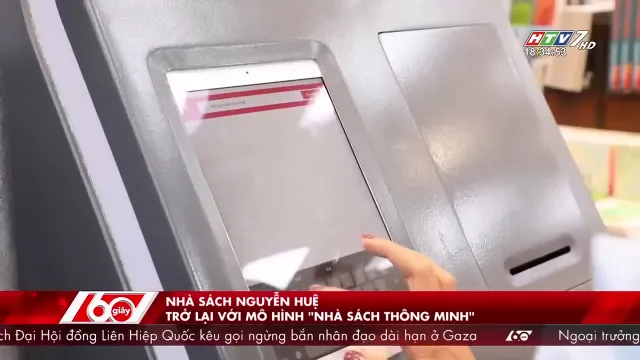 HTV7 HD
18:34:53
60 giây
NHÀ SÁCH NGUYỄN HUỆ
TRỞ LẠI VỚI MÔ HÌNH "NHÀ SÁCH THÔNG MINH"
ch Đại Hội đồng Liên Hiệp Quốc kêu gọi ngừng bắn nhân đạo dài hạn ở Gaza 60 Ngoại trưởng